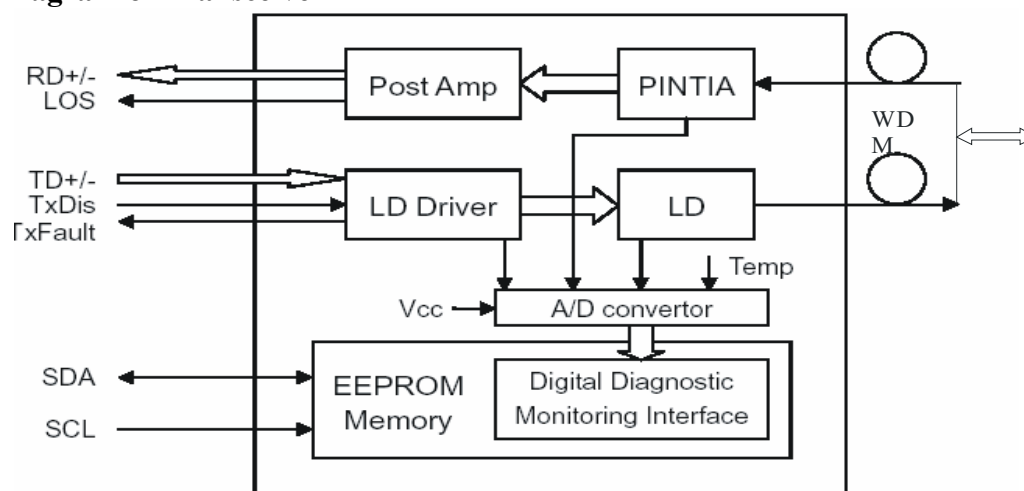 RD+/-
LOS
Post Amp
PINTIA
WD
M
TD+/-
TxDis
TxFault
LD Driver
LD
Temp
Vcc
A/D convertor
SDA
SCL
EEPROM
Memory
Digital Diagnostic
Monitoring Interface